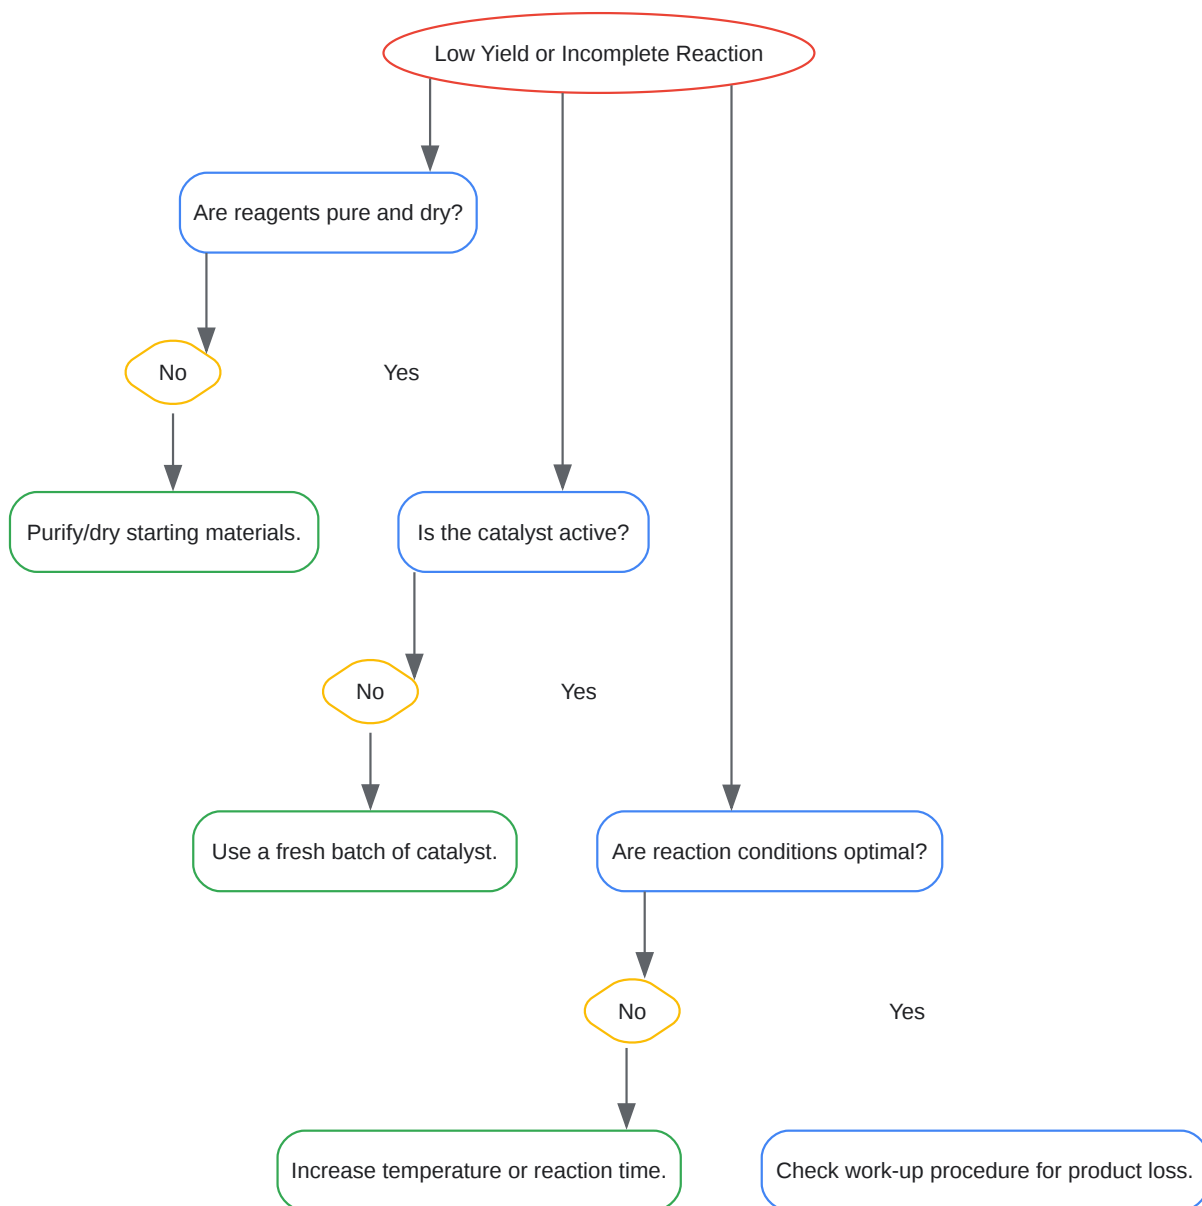 Low Yield or Incomplete Reaction
Are reagents pure and dry?
No
Yes
Purify/dry starting materials.
Is the catalyst active?
No
Yes
Use a fresh batch of catalyst.
Are reaction conditions optimal?
No
Yes
Increase temperature or reaction time.
Check work-up procedure for product loss.